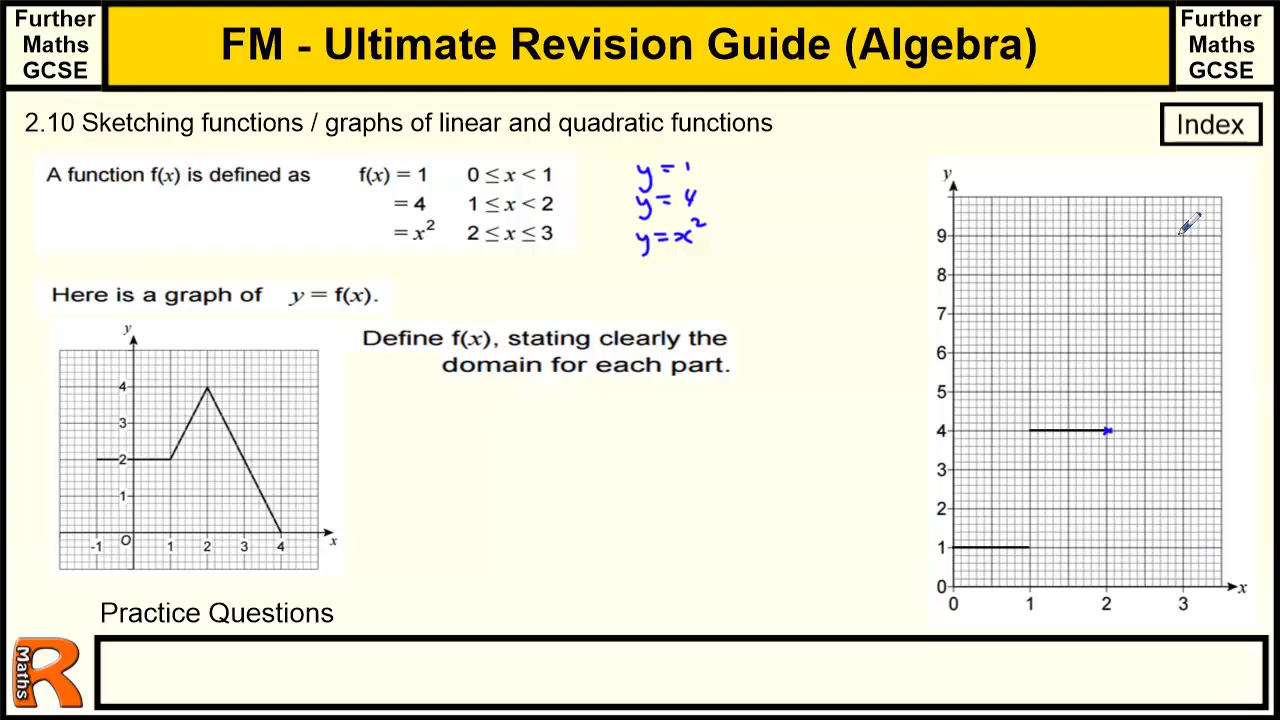 Further
Maths
GCSE
FM - Ultimate Revision Guide (Algebra)
Further
Maths
GCSE
2.10 Sketching functions / graphs of linear and quadratic functions
Index
A function f(x) is defined as f(x) = 1 0 ≤ x < 1
= 4 1 ≤ x < 2
= x² 2 ≤ x ≤ 3
y = 1
y = 4
y = x²
Here is a graph of y = f(x).
Define f(x), stating clearly the
domain for each part.
y
4
3
2
1
-1 O 1 2 3 4 x
y
9
8
7
6
5
4
3
2
1
0 x
0 1 2 3
Practice Questions
R Maths